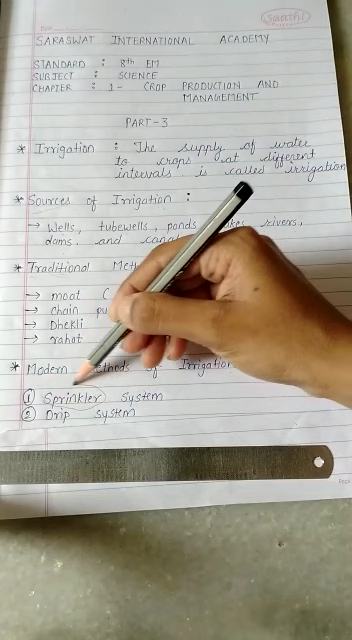 Saathi
Date
SARASWAT INTERNATIONAL ACADEMY
STANDARD : 8th EM
SUBJECT : SCIENCE
CHAPTER : 1- CROP PRODUCTION AND
MANAGEMENT
PART-3
* Irrigation : The supply of water
to crops at different
intervals is called irrigation
* Sources of Irrigation :
→ Wells, tubewells, ponds, rivers,
dams and
* Traditional
→ moat
→ chain
→ Dhekli
→ rahat
* Modern of Irrigation
① Sprinkler system
② Drip system